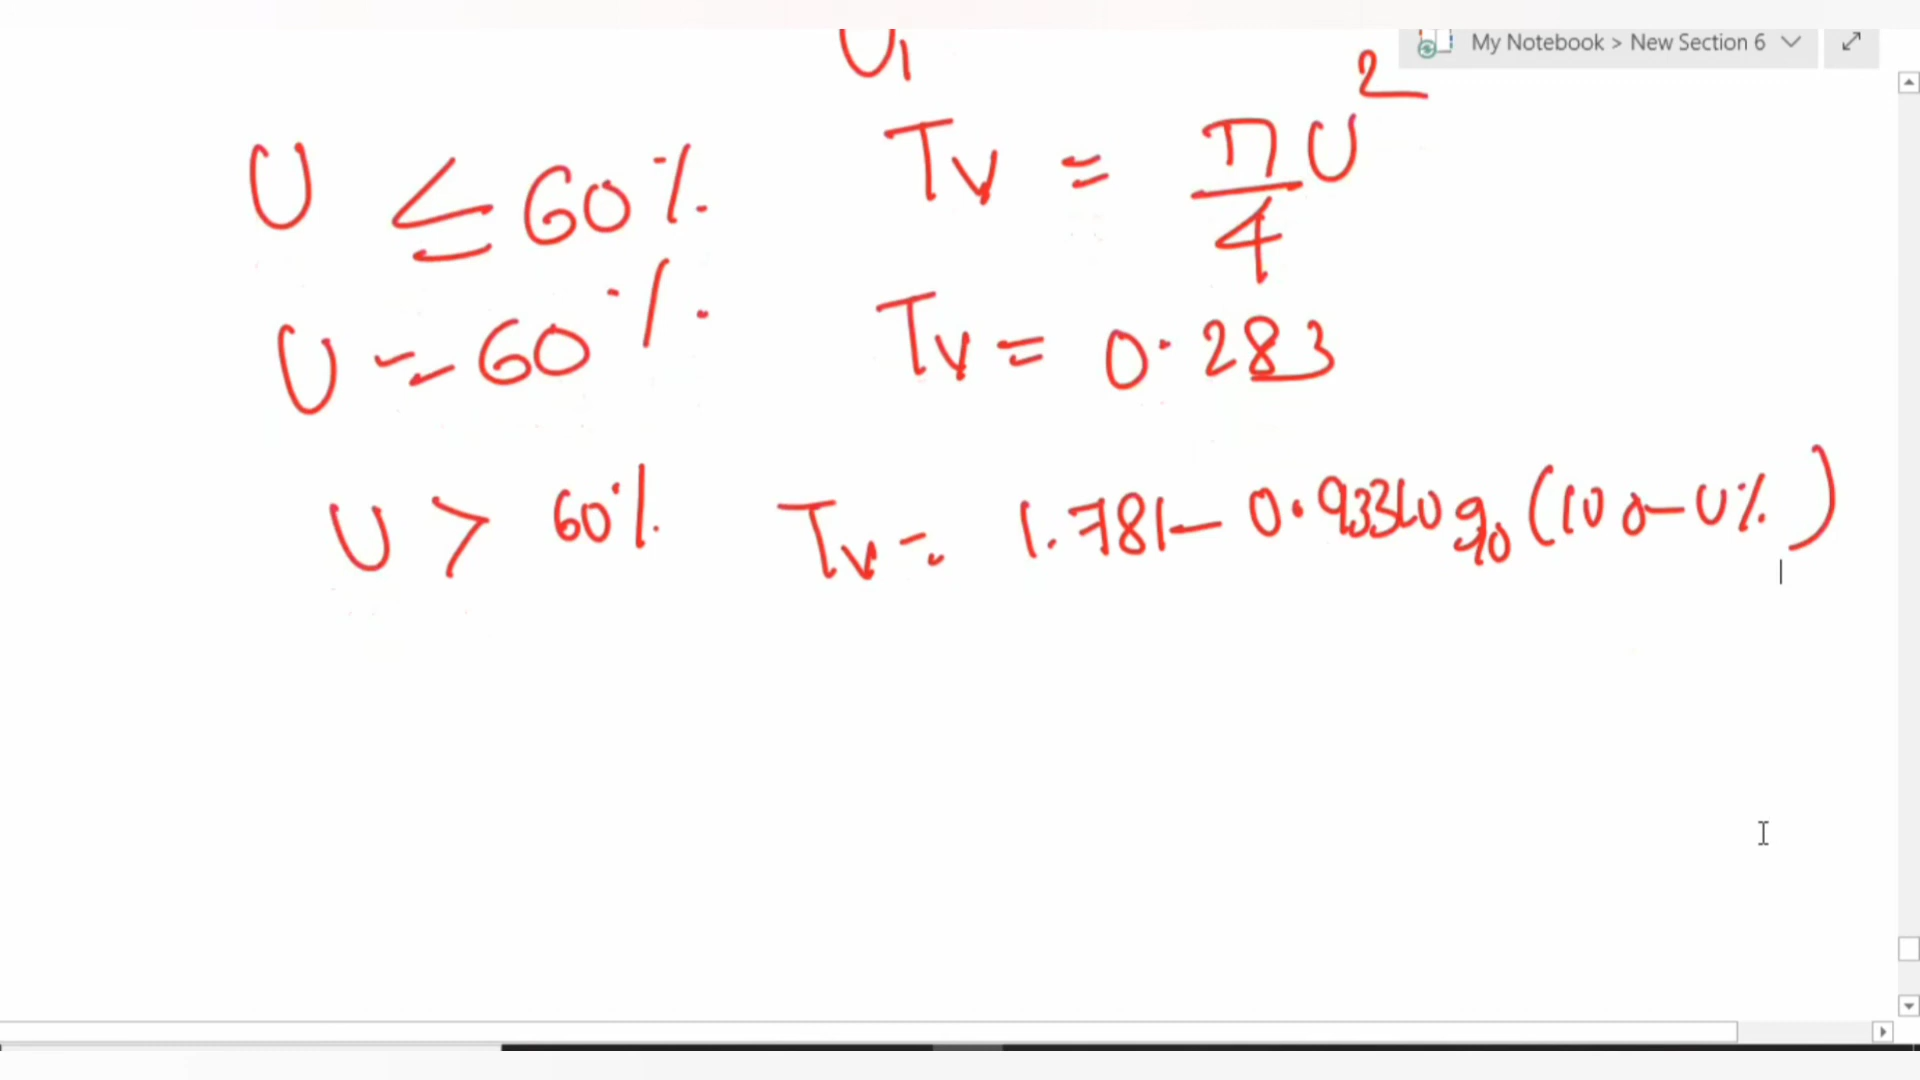 My Notebook > New Section 6
U₁
U ≤ 60% Tv = π/4 U²
U = 60% Tv = 0.283
U > 60% Tv = 1.781 - 0.933 Log₁₀ (100 - U%)